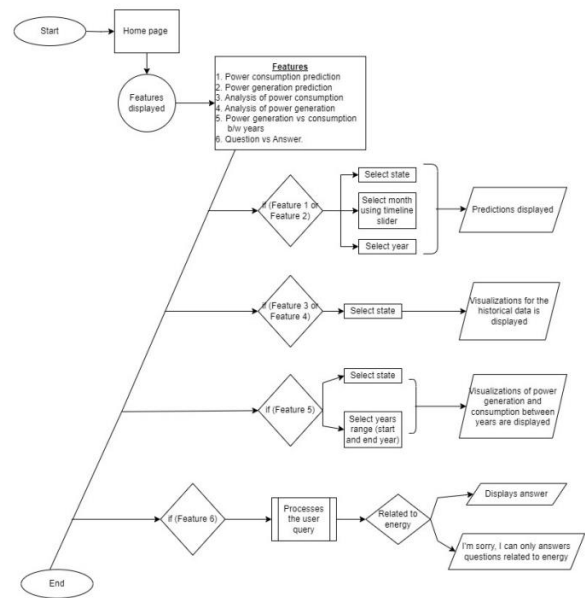 Start
Home page
Features
displayed
Features
1. Power consumption prediction
2. Power generation prediction
3. Analysis of power consumption
4. Analysis of power generation
5. Power generation vs consumption
b/w years
6. Question vs Answer.
if (Feature 1 or
Feature 2)
Select state
Select month
using timeline
slider
Select year
Predictions displayed
if (Feature 3 or
Feature 4)
Select state
Visualizations for the
historical data is
displayed
if (Feature 5)
Select state
Select years
range (start
and end year)
Visualizations of power
generation and
consumption between
years are displayed
if (Feature 6)
Processes
the user
query
Related to
energy
Displays answer
I'm sorry, I can only answers
questions related to energy
End